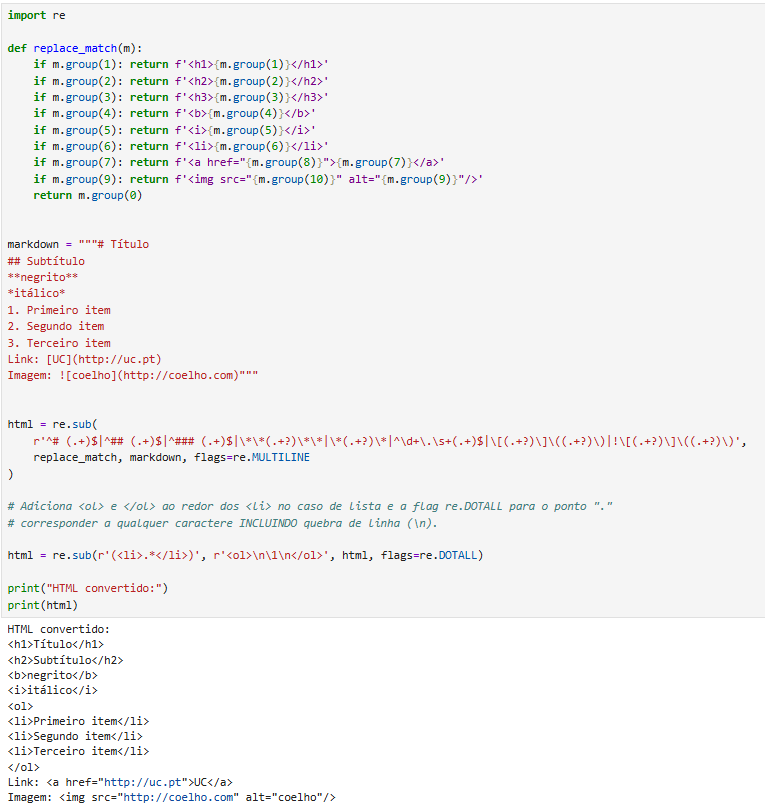 import re

def replace_match(m):
    if m.group(1): return f'<h1>{m.group(1)}</h1>'
    if m.group(2): return f'<h2>{m.group(2)}</h2>'
    if m.group(3): return f'<h3>{m.group(3)}</h3>'
    if m.group(4): return f'<b>{m.group(4)}</b>'
    if m.group(5): return f'<i>{m.group(5)}</i>'
    if m.group(6): return f'<li>{m.group(6)}</li>'
    if m.group(7): return f'<a href="{m.group(8)}">{m.group(7)}</a>'
    if m.group(9): return f'<img src="{m.group(10)}" alt="{m.group(9)}"/>'
    return m.group(0)

markdown = """# Título
## Subtítulo
**negrito**
*itálico*
1. Primeiro item
2. Segundo item
3. Terceiro item
Link: [UC](http://uc.pt)
Imagem: ![coelho](http://coelho.com)"""

html = re.sub(
    r'^# (.+)$|^## (.+)$|^### (.+)$|\*\*(.+?)\*\*|\*(.+?)\*|^\d+\.\s+(.+)$|\[(.+?)\]\((.+?)\)|!\[(.+?)\]\((.+?)\)',
    replace_match, markdown, flags=re.MULTILINE
)

# Adiciona <ol> e </ol> ao redor dos <li> no caso de lista e a flag re.DOTALL para o ponto "."
# corresponder a qualquer caractere INCLUINDO quebra de linha (\n).

html = re.sub(r'(<li>.*</li>)', r'<ol>\n\1\n</ol>', html, flags=re.DOTALL)

print("HTML convertido:")
print(html)
HTML convertido:
<h1>Título</h1>
<h2>Subtítulo</h2>
<b>negrito</b>
<i>itálico</i>
<ol>
<li>Primeiro item</li>
<li>Segundo item</li>
<li>Terceiro item</li>
</ol>
Link: <a href="http://uc.pt">UC</a>
Imagem: <img src="http://coelho.com" alt="coelho"/>